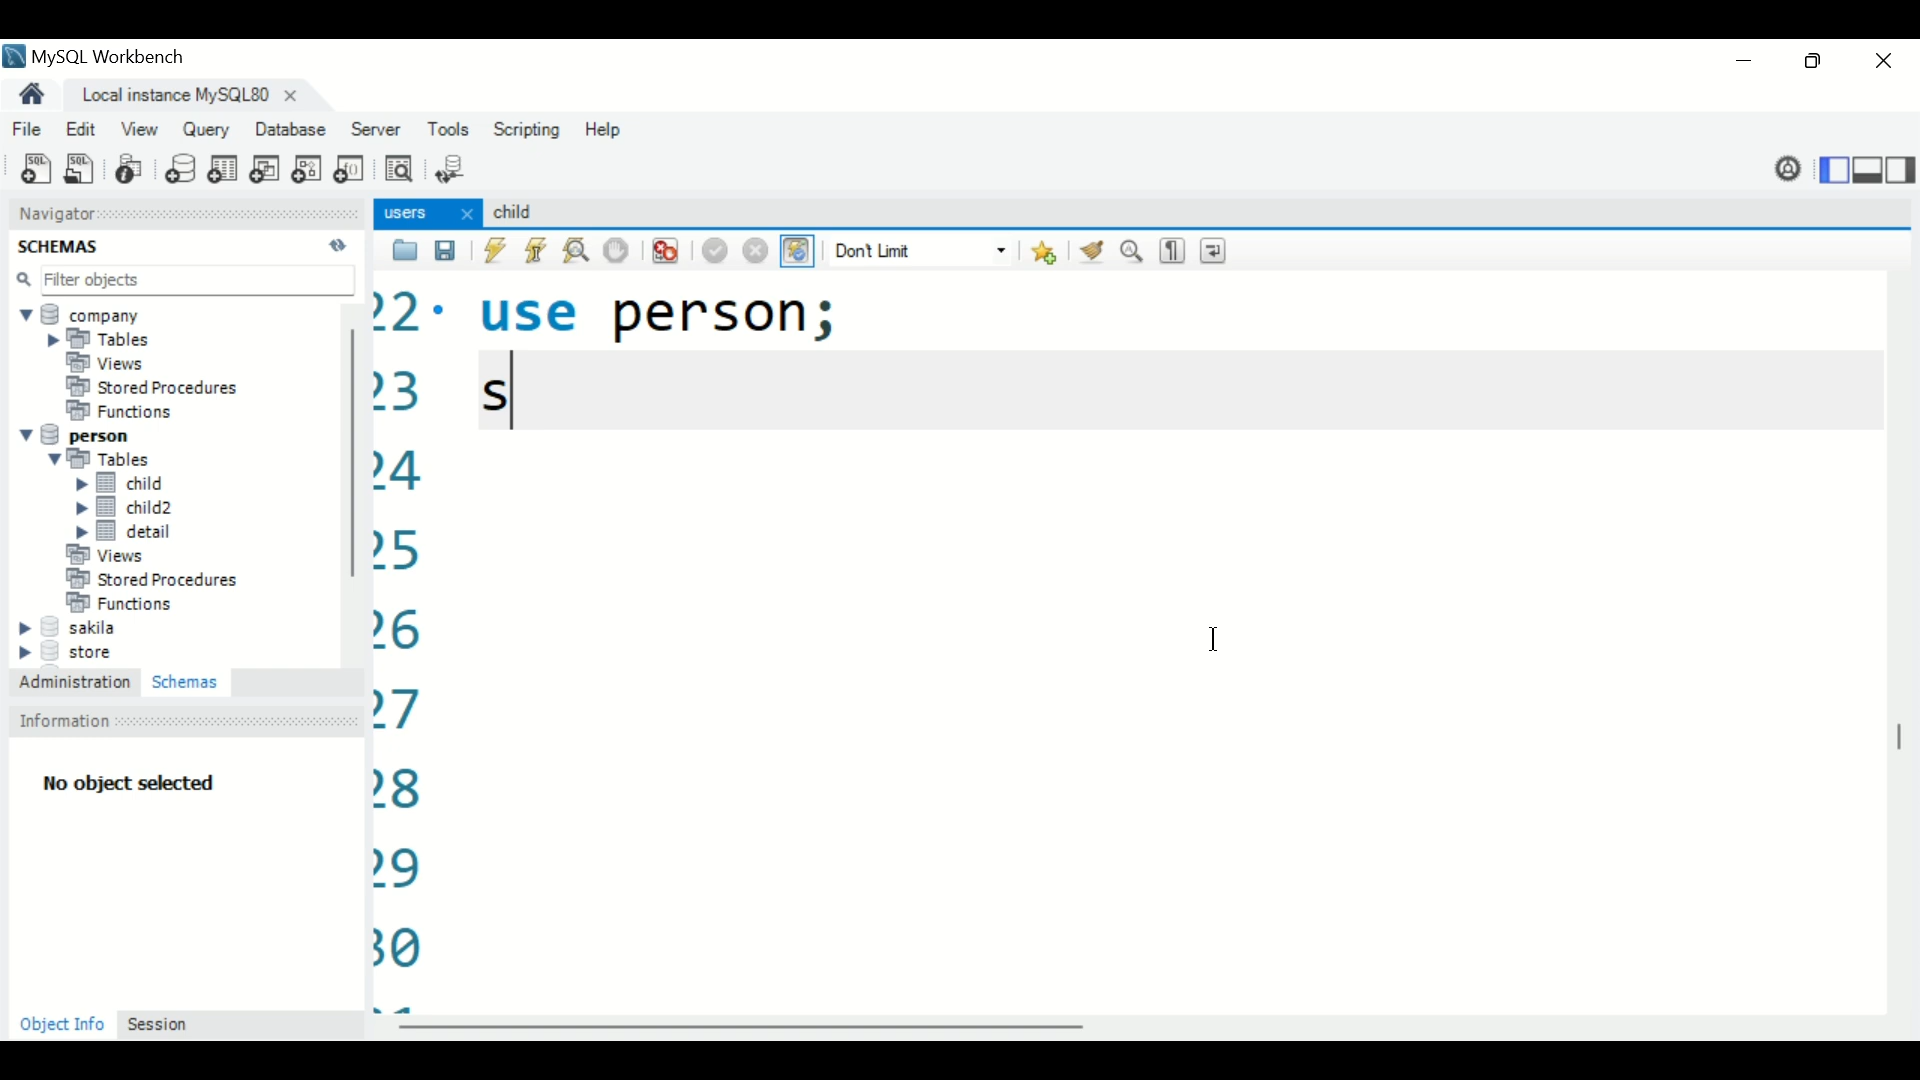 MySQL Workbench
Local instance MySQL80
File Edit View Query Database Server Tools Scripting Help
Navigator
SCHEMAS
Filter objects
company
Tables
Views
Stored Procedures
Functions
person
Tables
child
child2
detail
Views
Stored Procedures
Functions
sakila
store
Administration Schemas
Information
No object selected
Object Info Session
users child
Don't Limit
22 use person;
23 s
24
25
26
27
28
29
30